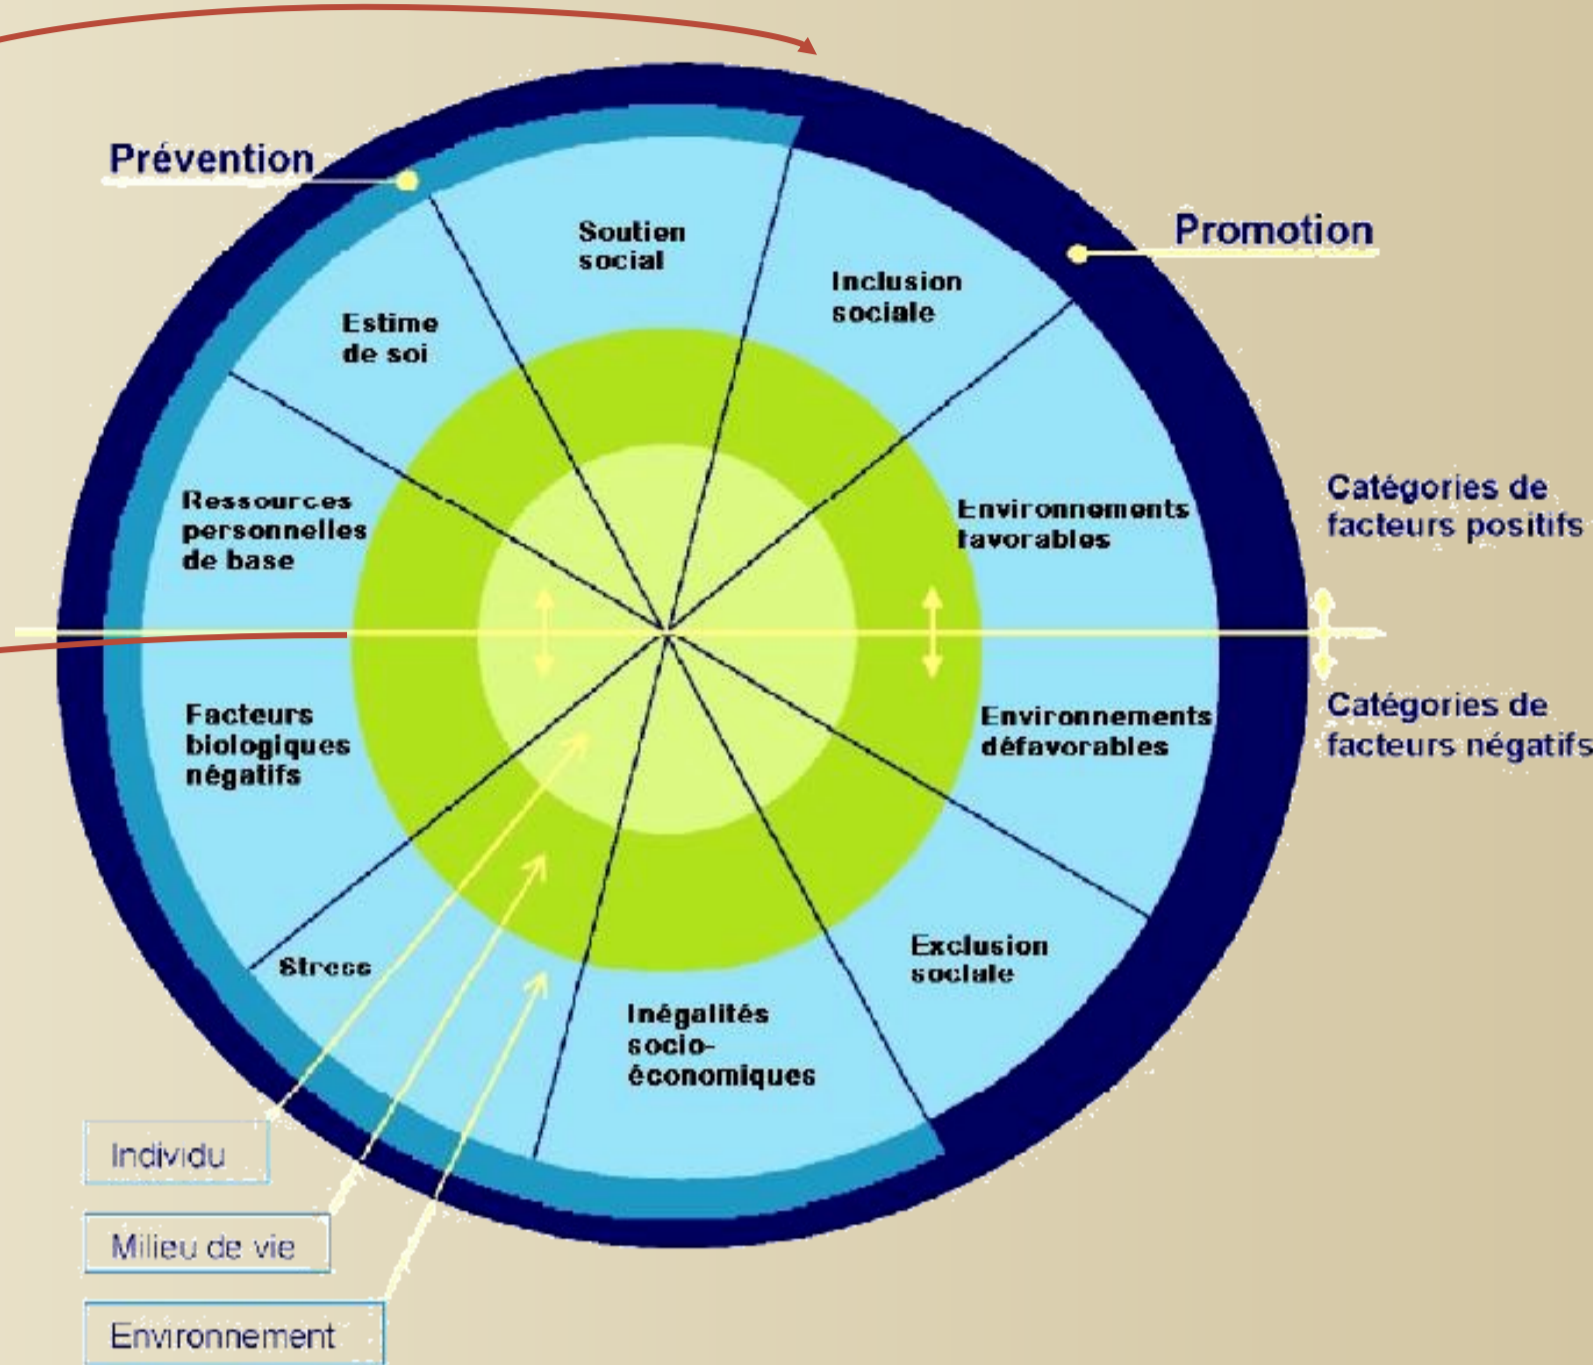 Prévention
Promotion
Soutien
social
Inclusion
sociale
Estime
de soi
Ressources
personnelles
de base
Environnements
favorables
Catégories de
facteurs positifs
Facteurs
biologiques
négatifs
Environnements
défavorables
Catégories de
facteurs négatifs
Stress
Exclusion
sociale
Inégalités
socio-
économiques
Individu
Milieu de vie
Environnement